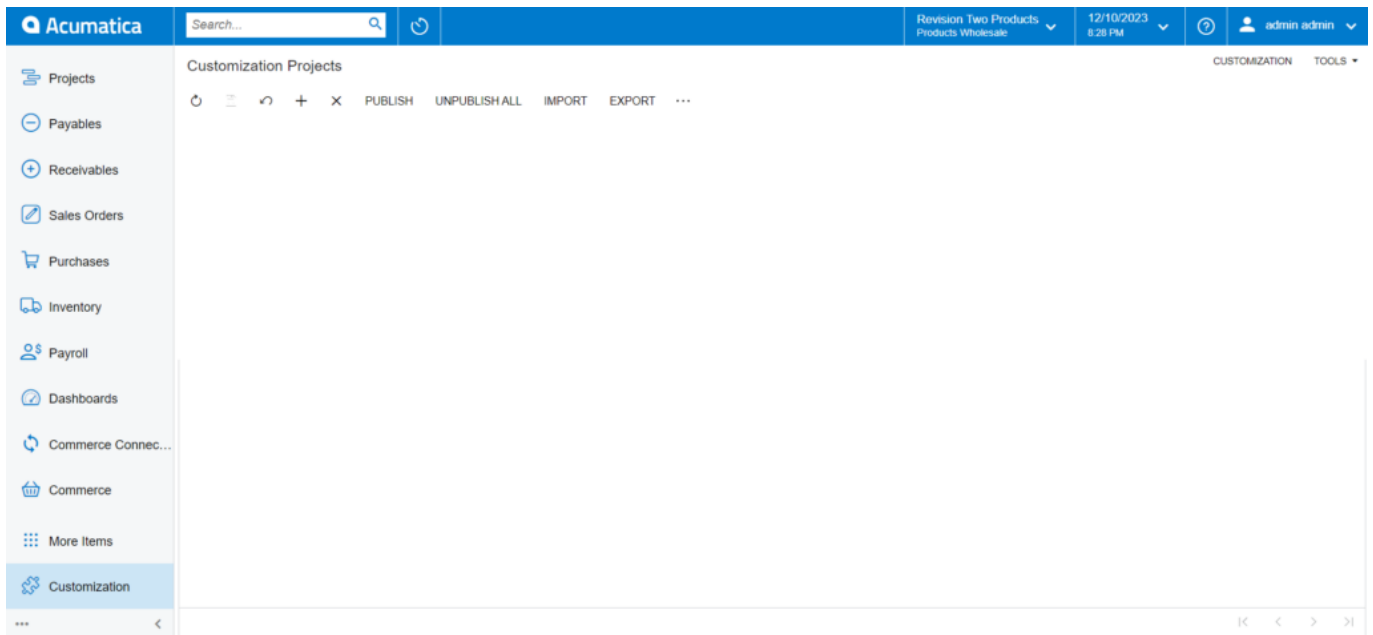 Acumatica
Search...
Revision Two Products
Products Wholesale
12/10/2023
8:28 PM
admin admin
Projects
Payables
Receivables
Sales Orders
Purchases
Inventory
Payroll
Dashboards
Commerce Connec...
Commerce
More Items
Customization
Customization Projects
CUSTOMIZATION TOOLS
PUBLISH UNPUBLISH ALL IMPORT EXPORT ...